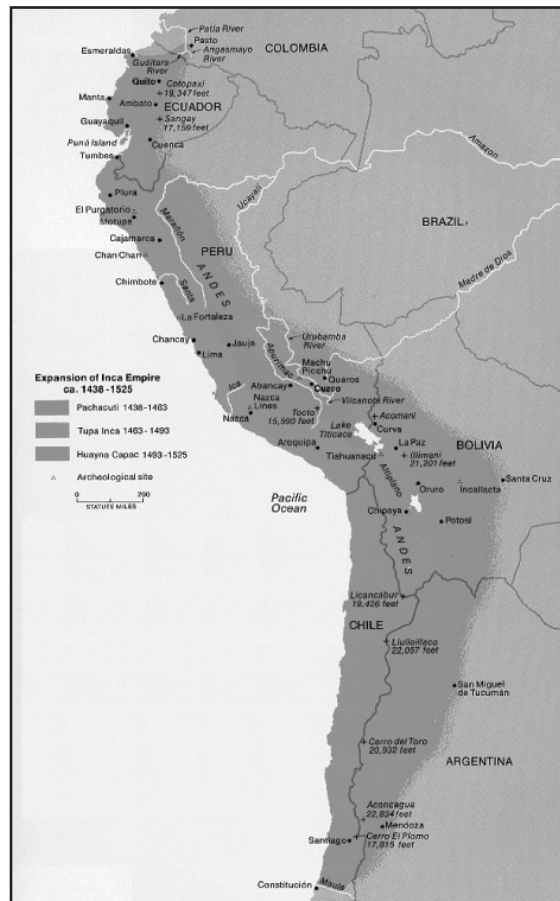 Patía River
Pasto
COLOMBIA
Esmeraldas
Angasmayo
River
Guáitara
River
Quito
Cotopaxi
19,347 feet
Manta
Ambato
ECUADOR
Sangay
17,159 feet
Guayaquil
Puná Island
Cuenca
Tumbes
Amazon
Piura
Ucayali
El Purgatorio
Motupe
Marañón
BRAZIL
Cajamarca
PERU
Madre de Dios
Chan Chan
ANDES
Chimbote
Santa
La Fortaleza
Urubamba
River
Chancay
Jauja
Lima
Apurímac
Machu
Picchu
Queros
Expansion of Inca Empire
ca. 1438-1525
Ica
Abancay
Cuzco
Pachacuti 1438-1463
Nazca
Lines
Vilcanota River
Tocto
15,590 feet
Acomani
Nazca
Curva
Tupa Inca 1463-1493
Lake
Titicaca
La Paz
BOLIVIA
Arequipa
Illimani
21,201 feet
Huayna Capac 1493-1525
Tiahuanacu
Archeological site
Altiplano
Oruro
Incallacta
Santa Cruz
0 200
STATUTE MILES
Pacific
Ocean
Chipaya
Potosí
ANDES
Licancábur
19,426 feet
CHILE
Llullaillaco
22,057 feet
San Miguel
de Tucumán
Cerro del Toro
20,932 feet
ARGENTINA
Aconcagua
22,834 feet
Mendoza
Santiago
Cerro El Plomo
17,815 feet
Constitución
Maule